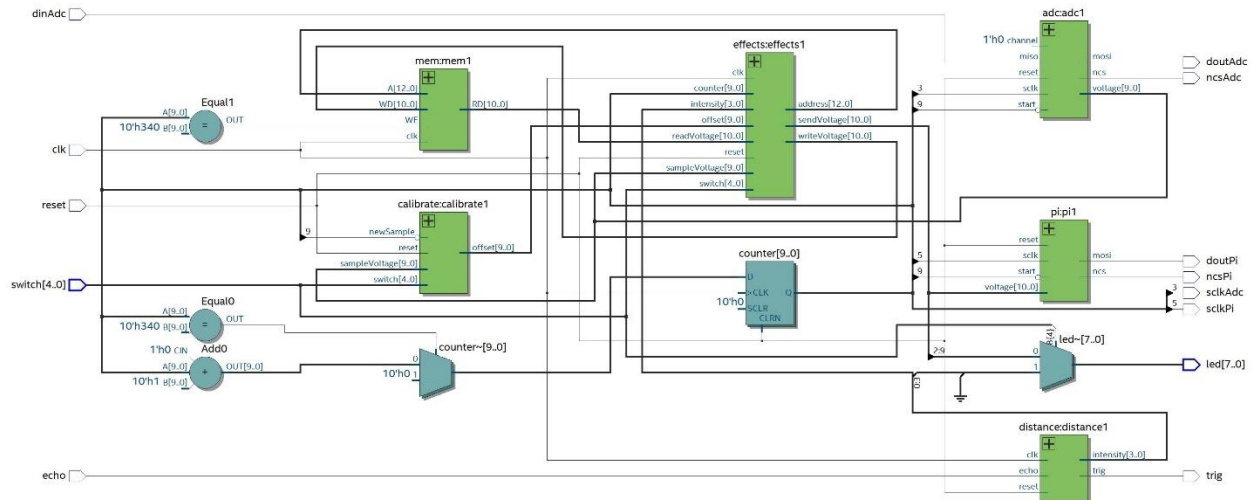 dinAdc
clk
reset
switch[4..0]
echo
Equal1
A[9..0]
10'h340 B[9..0]
OUT
=
Equal0
A[9..0]
10'h340 B[9..0]
OUT
=
Add0
1'h0 CIN
A[9..0]
10'h1 B[9..0]
OUT[9..0]
+
mem:mem1
A[12..0]
WD[10..0]
WE
clk
RD[10..0]
calibrate:calibrate1
9
newSample
reset
sampleVoltage[9..0]
switch[4..0]
offset[9..0]
counter~[9..0]
0
10'h0 1
effects:effects1
clk
counter[9..0]
intensity[3..0]
offset[9..0]
readVoltage[10..0]
reset
sampleVoltage[9..0]
switch[4..0]
address[12..0]
sendVoltage[10..0]
writeVoltage[10..0]
counter[9..0]
D
CLK
10'h0
SCLR
CLRN
Q
adc:adc1
1'h0 channel
miso
reset
3
sclk
9
start
mosi
ncs
voltage[9..0]
pi:pi1
reset
5
sclk
9
start
voltage[10..0]
mosi
ncs
B[4]
led~[7..0]
2:9
0
1
0:3
distance:distance1
clk
echo
reset
intensity[3..0]
trig
doutAdc
ncsAdc
doutPi
ncsPi
3
sclkAdc
5
sclkPi
led[7..0]
trig